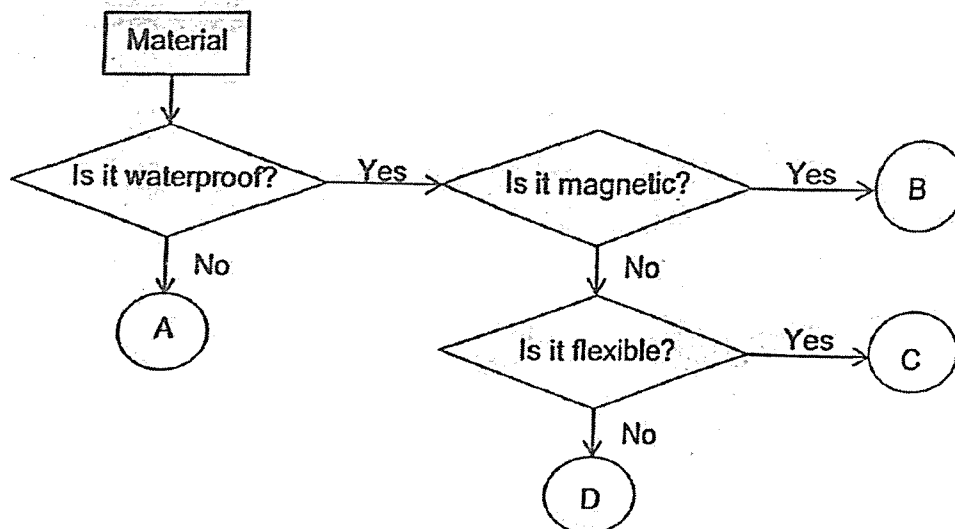 Material
Is it waterproof?
Yes
Is it magnetic?
Yes
B
No
A
No
Is it flexible?
Yes
C
No
D